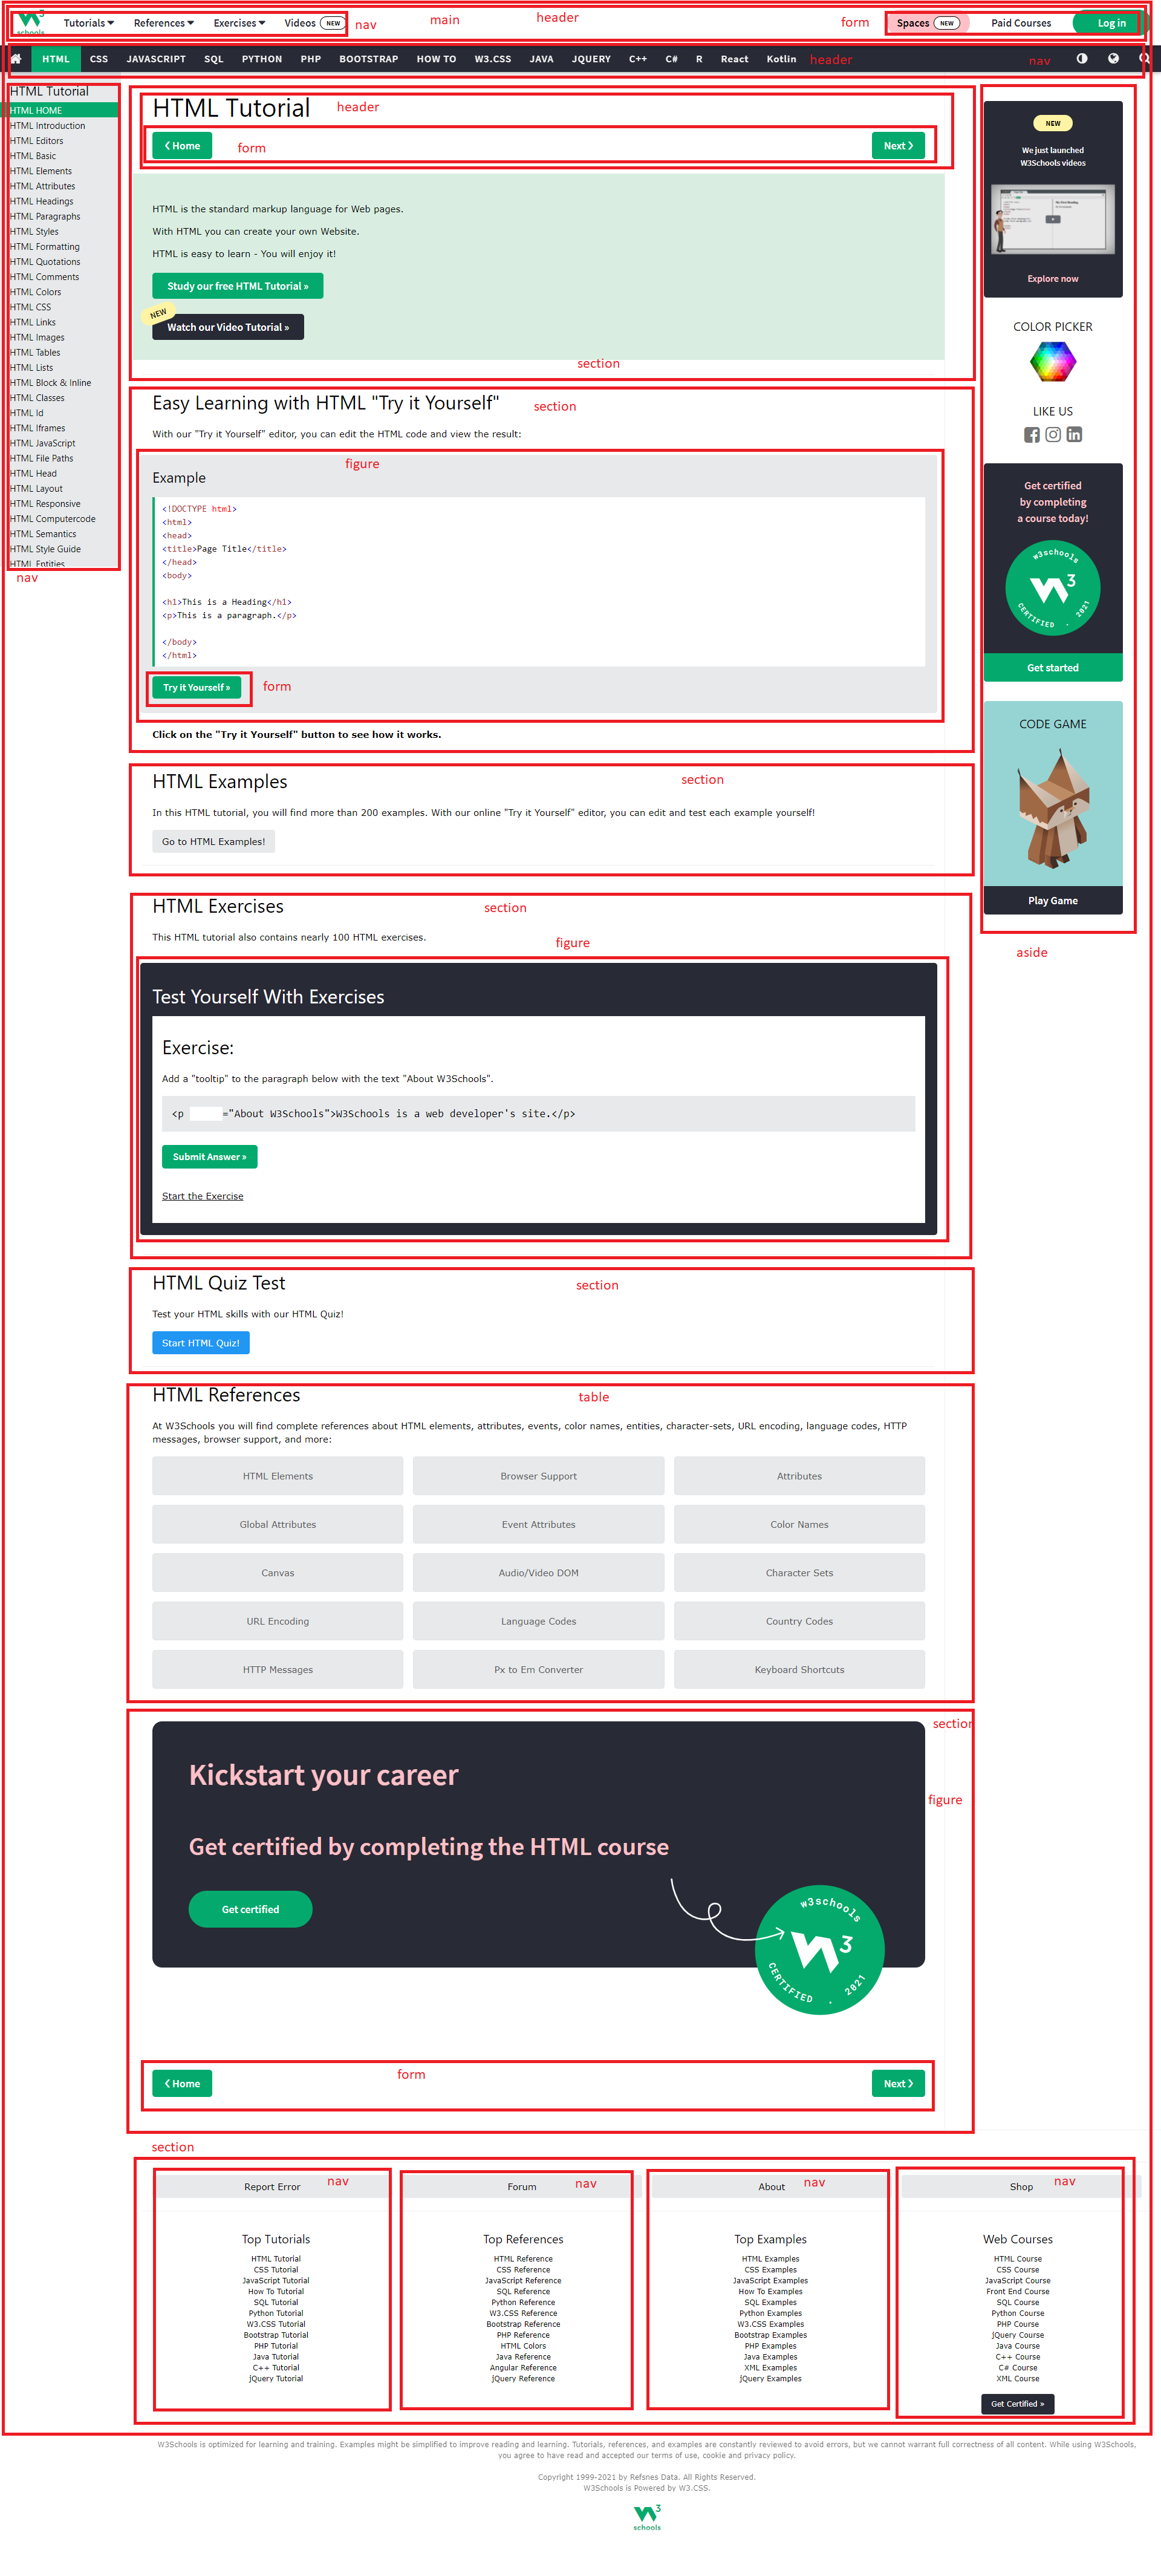 3
schools
Tutorials
References
Exercises
Videos
NEW
nav
main
header
form
Spaces
NEW
Paid Courses
Log in
HTML
CSS
JAVASCRIPT
SQL
PYTHON
PHP
BOOTSTRAP
HOW TO
W3.CSS
JAVA
JQUERY
C++
C#
R
React
Kotlin
header
nav
HTML Tutorial
HTML HOME
HTML Introduction
HTML Editors
HTML Basic
HTML Elements
HTML Attributes
HTML Headings
HTML Paragraphs
HTML Styles
HTML Formatting
HTML Quotations
HTML Comments
HTML Colors
HTML CSS
HTML Links
HTML Images
HTML Tables
HTML Lists
HTML Block & Inline
HTML Classes
HTML Id
HTML Iframes
HTML JavaScript
HTML File Paths
HTML Head
HTML Layout
HTML Responsive
HTML Computercode
HTML Semantics
HTML Style Guide
HTML Entities
nav
HTML Tutorial
header
❮ Home
form
Next ❯
HTML is the standard markup language for Web pages.
With HTML you can create your own Website.
HTML is easy to learn - You will enjoy it!
Study our free HTML Tutorial »
NEW
Watch our Video Tutorial »
section
Easy Learning with HTML "Try it Yourself"
section
With our "Try it Yourself" editor, you can edit the HTML code and view the result:
figure
Example
<!DOCTYPE html>
<html>
<head>
<title>Page Title</title>
</head>
<body>
<h1>This is a Heading</h1>
<p>This is a paragraph.</p>
</body>
</html>
Try it Yourself »
form
Click on the "Try it Yourself" button to see how it works.
HTML Examples
section
In this HTML tutorial, you will find more than 200 examples. With our online "Try it Yourself" editor, you can edit and test each example yourself!
Go to HTML Examples!
HTML Exercises
section
This HTML tutorial also contains nearly 100 HTML exercises.
figure
Test Yourself With Exercises
Exercise:
Add a "tooltip" to the paragraph below with the text "About W3Schools".
<p ="About W3Schools">W3Schools is a web developer's site.</p>
Submit Answer »
Start the Exercise
HTML Quiz Test
section
Test your HTML skills with our HTML Quiz!
Start HTML Quiz!
HTML References
table
At W3Schools you will find complete references about HTML elements, attributes, events, color names, entities, character-sets, URL encoding, language codes, HTTP
messages, browser support, and more:
HTML Elements
Browser Support
Attributes
Global Attributes
Event Attributes
Color Names
Canvas
Audio/Video DOM
Character Sets
URL Encoding
Language Codes
Country Codes
HTTP Messages
Px to Em Converter
Keyboard Shortcuts
section
Kickstart your career
figure
Get certified by completing the HTML course
Get certified
w3schools
3
CERTIFIED . 2021
form
❮ Home
Next ❯
NEW
We just launched
W3Schools videos
Explore now
COLOR PICKER
LIKE US
Get certified
by completing
a course today!
w3schools
3
CERTIFIED . 2021
Get started
CODE GAME
Play Game
aside
section
Report Error
nav
Forum
nav
About
nav
Shop
nav
Top Tutorials
HTML Tutorial
CSS Tutorial
JavaScript Tutorial
How To Tutorial
SQL Tutorial
Python Tutorial
W3.CSS Tutorial
Bootstrap Tutorial
PHP Tutorial
Java Tutorial
C++ Tutorial
jQuery Tutorial
Top References
HTML Reference
CSS Reference
JavaScript Reference
SQL Reference
Python Reference
W3.CSS Reference
Bootstrap Reference
PHP Reference
HTML Colors
Java Reference
Angular Reference
jQuery Reference
Top Examples
HTML Examples
CSS Examples
JavaScript Examples
How To Examples
SQL Examples
Python Examples
W3.CSS Examples
Bootstrap Examples
PHP Examples
Java Examples
XML Examples
jQuery Examples
Web Courses
HTML Course
CSS Course
JavaScript Course
Front End Course
SQL Course
Python Course
PHP Course
jQuery Course
Java Course
C++ Course
C# Course
XML Course
Get Certified »
W3Schools is optimized for learning and training. Examples might be simplified to improve reading and learning. Tutorials, references, and examples are constantly reviewed to avoid errors, but we cannot warrant full correctness of all content. While using W3Schools,
you agree to have read and accepted our terms of use, cookie and privacy policy.
Copyright 1999-2021 by Refsnes Data. All Rights Reserved.
W3Schools is Powered by W3.CSS.
3
schools